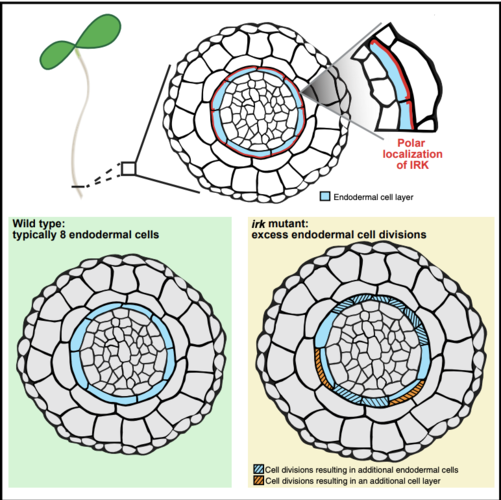 Polar
localization
of IRK
Endodermal cell layer
Wild type:
typically 8 endodermal cells
irk mutant:
excess endodermal cell divisions
Cell divisions resulting in additional endodermal cells
Cell divisions resulting in an additional cell layer